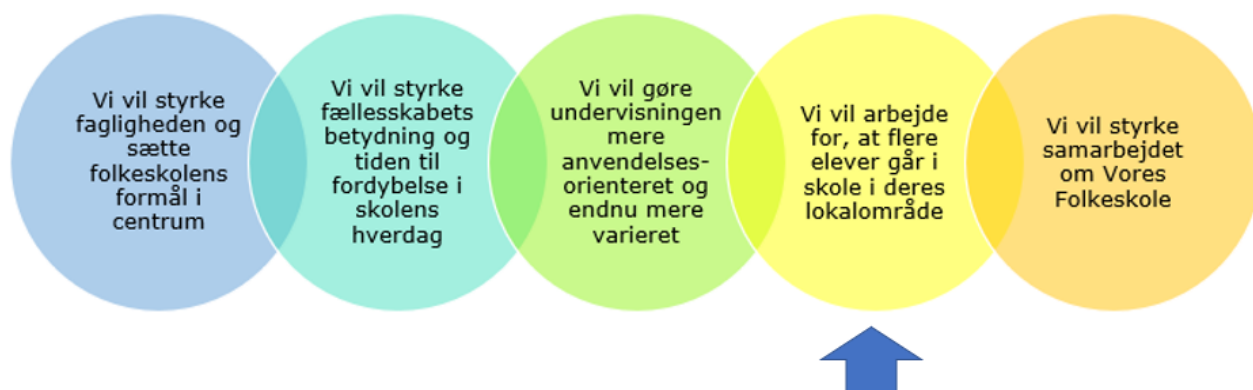 Vi vil styrke
fagligheden og
sætte
folkeskolens
formål i
centrum
Vi vil styrke
fællesskabets
betydning og
tiden til
fordybelse i
skolens
hverdag
Vi vil gøre
undervisningen
mere
anvendelses-
orienteret og
endnu mere
varieret
Vi vil arbejde
for, at flere
elever går i
skole i deres
lokalområde
Vi vil styrke
samarbejdet
om Vores
Folkeskole